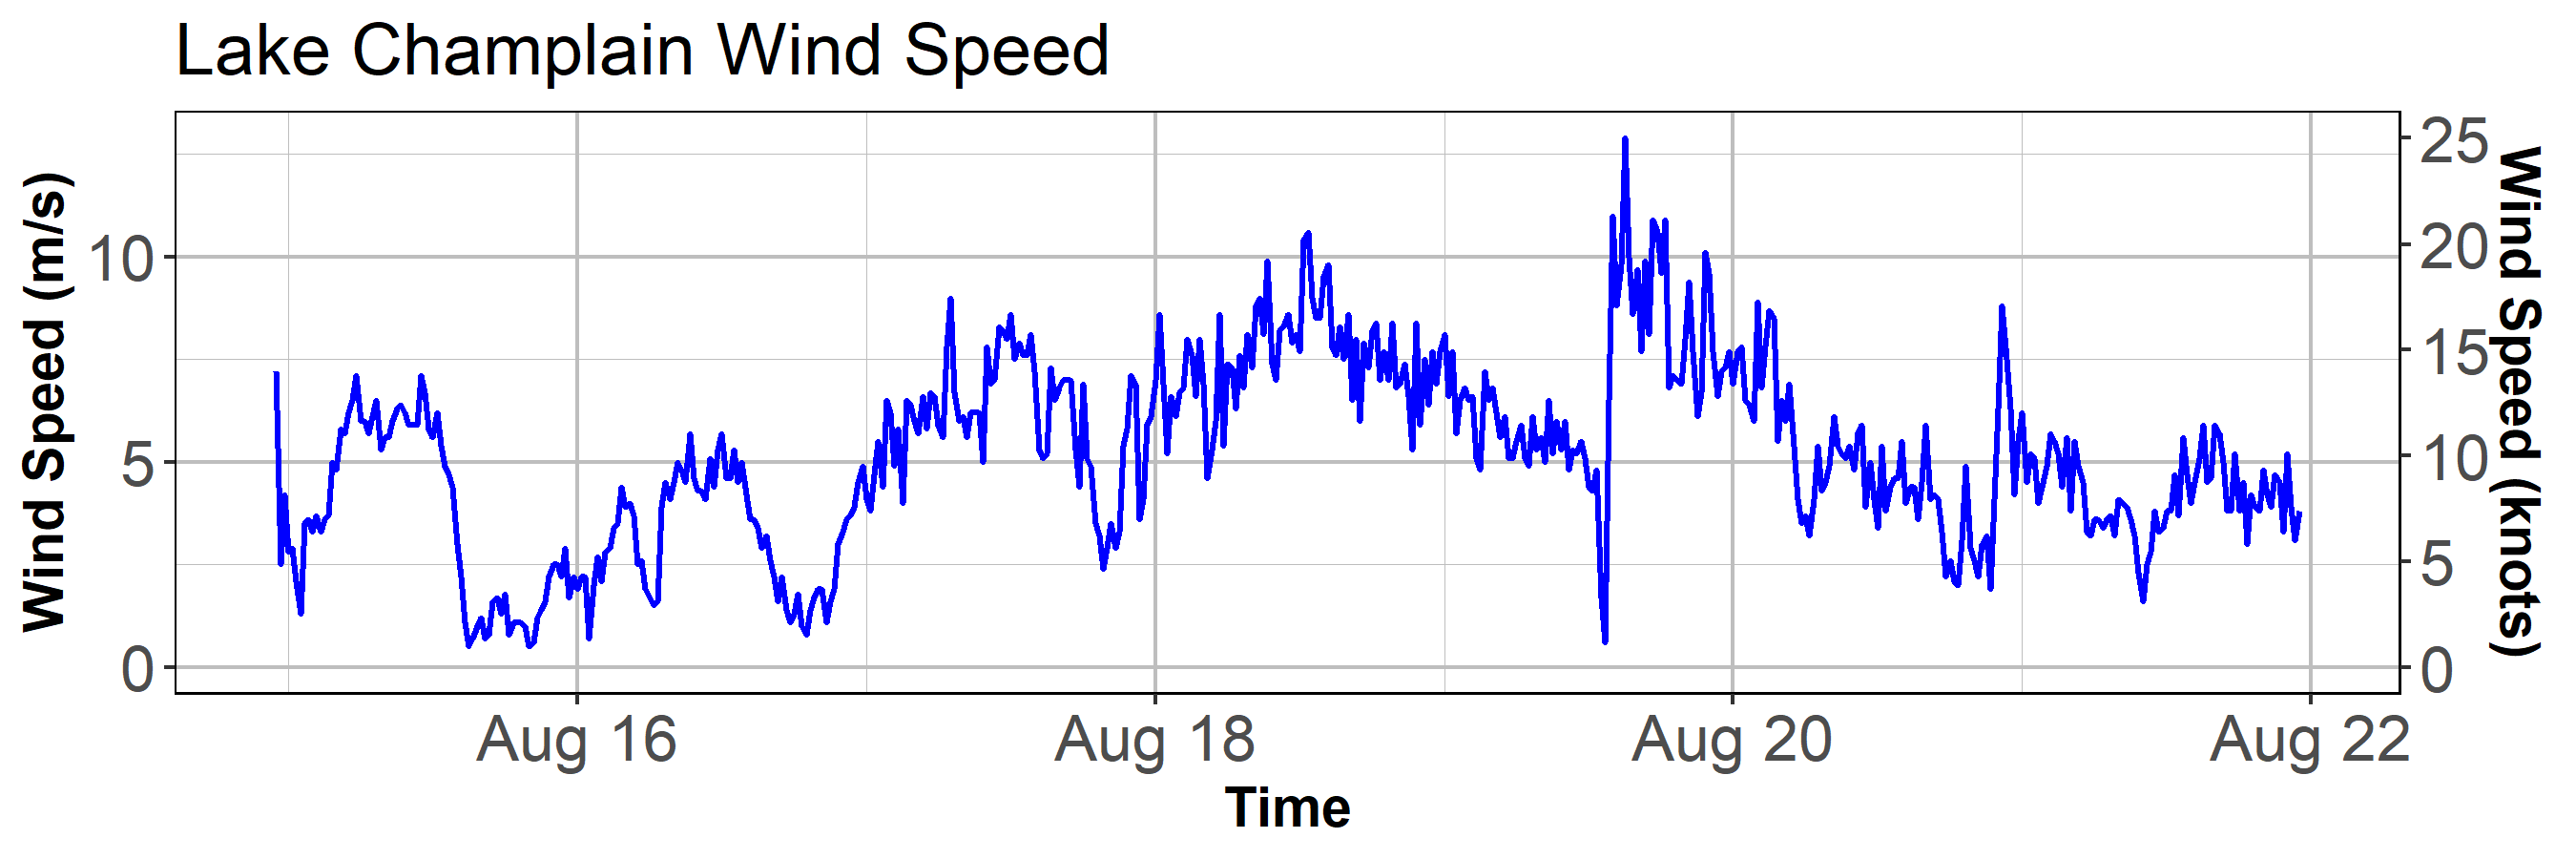 Lake Champlain Wind Speed
Wind Speed (m/s)
10
5
0
25
20
15
10
5
0
Wind Speed (knots)
Aug 16 Aug 18 Aug 20 Aug 22
Time